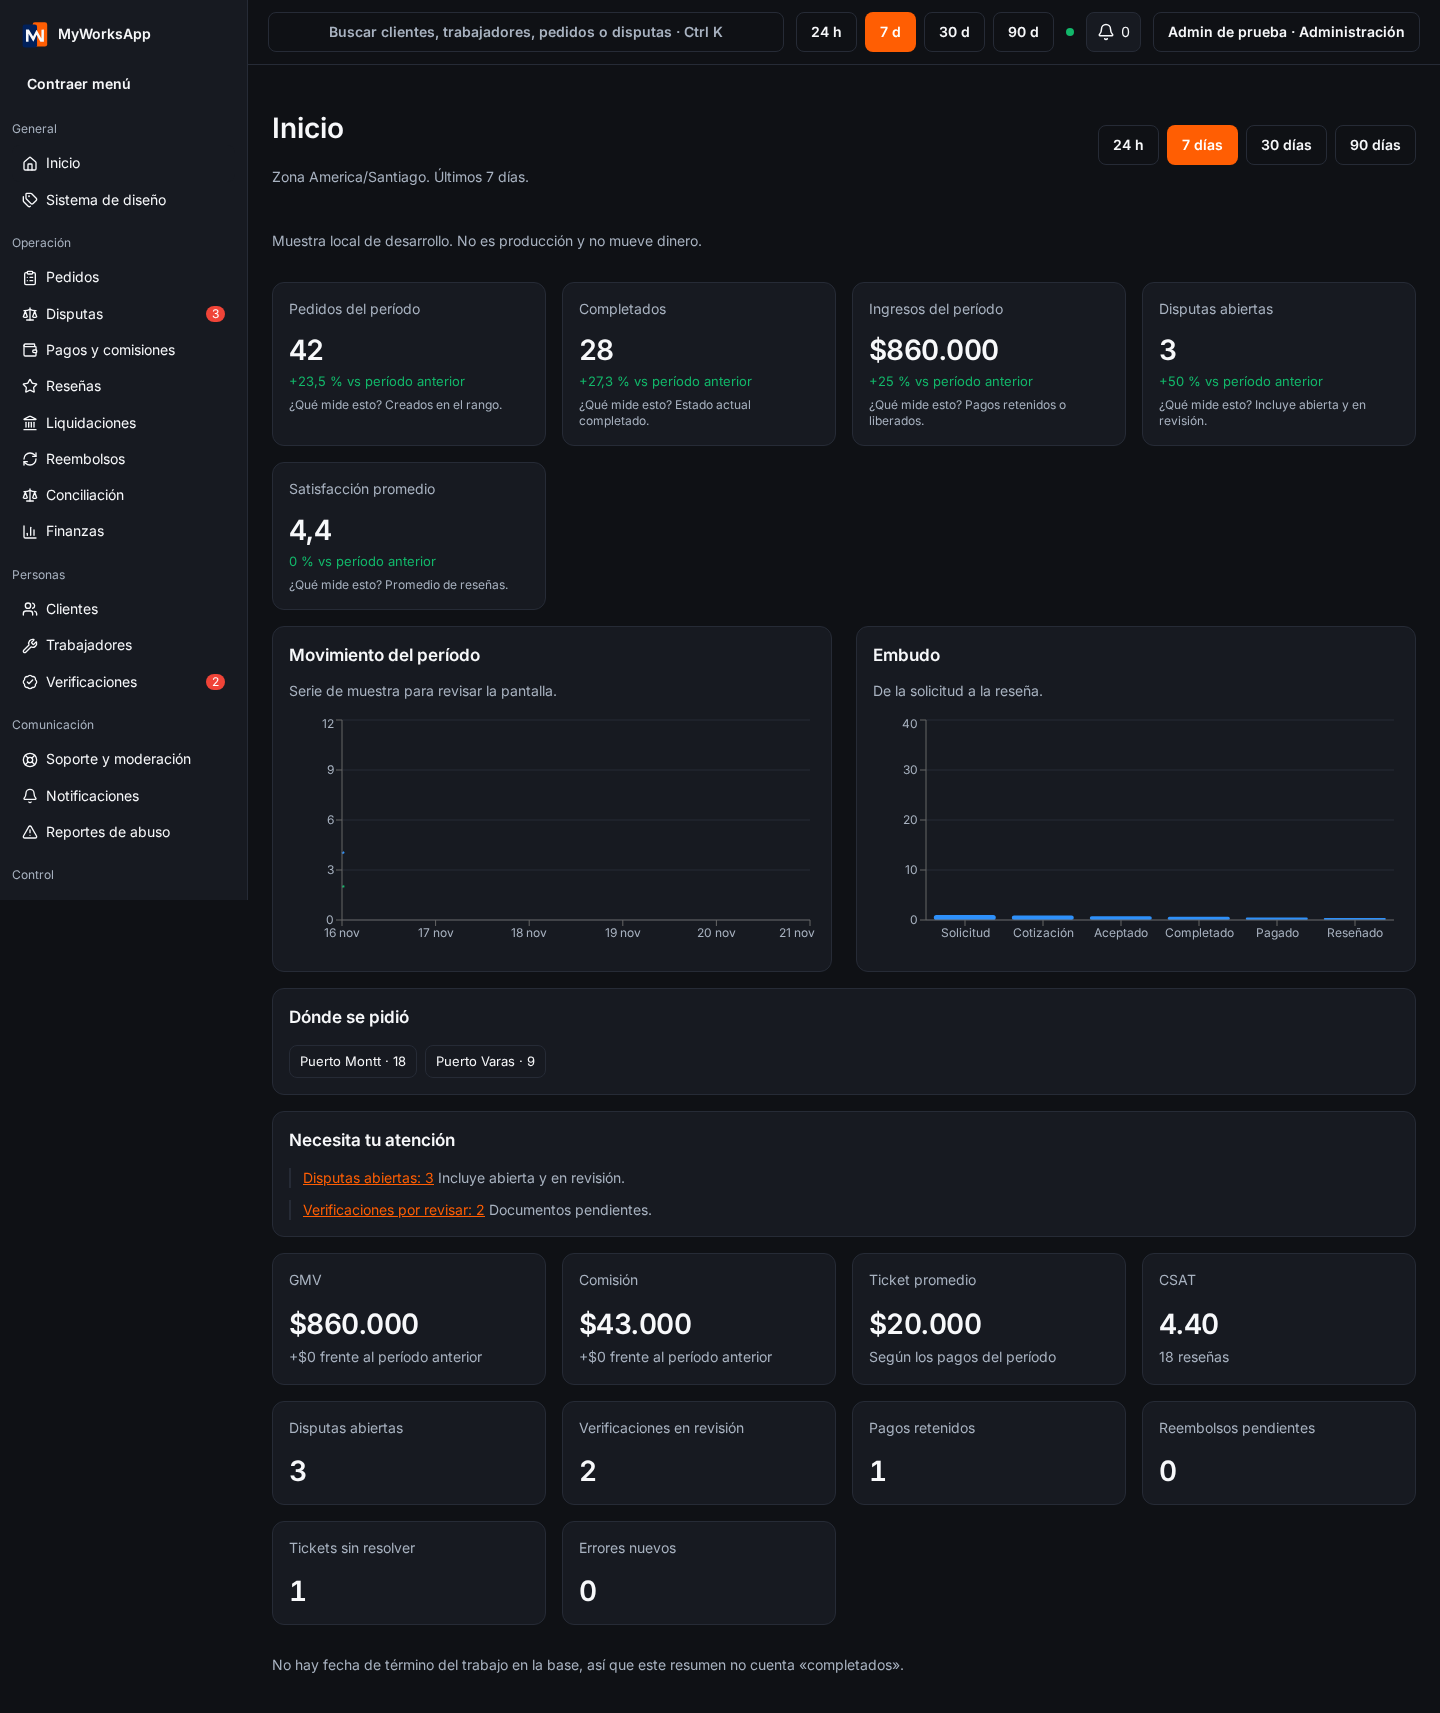 MyWorksApp
Buscar clientes, trabajadores, pedidos o disputas · Ctrl K
24 h
7 d
30 d
90 d
0
Admin de prueba · Administración
Contraer menú
General
Inicio
Sistema de diseño
Operación
Pedidos
Disputas
3
Pagos y comisiones
Reseñas
Liquidaciones
Reembolsos
Conciliación
Finanzas
Personas
Clientes
Trabajadores
Verificaciones
2
Comunicación
Soporte y moderación
Notificaciones
Reportes de abuso
Control
Inicio
Zona America/Santiago. Últimos 7 días.
24 h
7 días
30 días
90 días
Muestra local de desarrollo. No es producción y no mueve dinero.
Pedidos del período
42
+23,5 % vs período anterior
¿Qué mide esto? Creados en el rango.
Completados
28
+27,3 % vs período anterior
¿Qué mide esto? Estado actual
completado.
Ingresos del período
$860.000
+25 % vs período anterior
¿Qué mide esto? Pagos retenidos o
liberados.
Disputas abiertas
3
+50 % vs período anterior
¿Qué mide esto? Incluye abierta y en
revisión.
Satisfacción promedio
4,4
0 % vs período anterior
¿Qué mide esto? Promedio de reseñas.
Movimiento del período
Serie de muestra para revisar la pantalla.
12
9
6
3
0
16 nov
17 nov
18 nov
19 nov
20 nov
21 nov
Embudo
De la solicitud a la reseña.
40
30
20
10
0
Solicitud
Cotización
Aceptado
Completado
Pagado
Reseñado
Dónde se pidió
Puerto Montt · 18
Puerto Varas · 9
Necesita tu atención
Disputas abiertas: 3 Incluye abierta y en revisión.
Verificaciones por revisar: 2 Documentos pendientes.
GMV
$860.000
+$0 frente al período anterior
Comisión
$43.000
+$0 frente al período anterior
Ticket promedio
$20.000
Según los pagos del período
CSAT
4.40
18 reseñas
Disputas abiertas
3
Verificaciones en revisión
2
Pagos retenidos
1
Reembolsos pendientes
0
Tickets sin resolver
1
Errores nuevos
0
No hay fecha de término del trabajo en la base, así que este resumen no cuenta «completados».